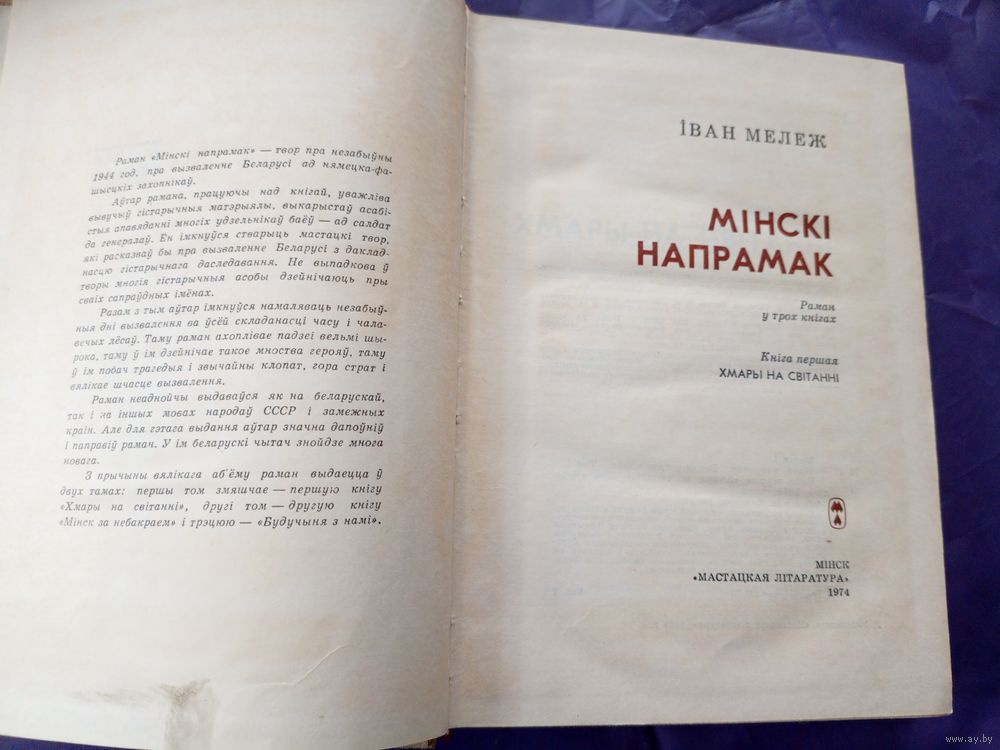 Раман «Мінскі напрамак» — твор пра незабыўны
1944 год, пра вызваленне Беларусі ад нямецка-фа-
шысцкіх захопнікаў.
Аўтар рамана, працуючы над кнігай, уважліва
вывучыў гістарычныя матэрыялы, выкарыстаў асабі-
стыя апавяданні многіх удзельнікаў баёў — ад салдат
да генералаў. Ён імкнуўся стварыць мастацкі твор,
які расказваў бы пра вызваленне Беларусі з даклад-
насцю гістарычнага даследавання. Не выпадкова ў
творы многія гістарычныя асобы дзейнічаюць пры
сваіх сапраўдных імёнах.
Разам з тым аўтар імкнуўся намаляваць незабыў-
ныя дні вызвалення ва ўсёй складанасці часу і чала-
вечых лёсаў. Таму раман ахоплівае падзеі вельмі шы-
рока, таму ў ім дзейнічае такое мноства герояў, таму
ў ім побач трагедыя і звычайны клопат, гора страт і
вялікае шчасце вызвалення.
Раман неаднойчы выдаваўся як на беларускай,
так і на іншых мовах народаў СССР і замежных
краін. Але для гэтага выдання аўтар значна дапоўніў
і паправіў раман. У ім беларускі чытач знойдзе многа
новага.
З прычыны вялікага аб'ёму раман выдаецца ў
двух тамах: першы том змяшчае — першую кнігу
«Хмары на світанні», другі том — другую кнігу
«Мінск за небакраем» і трэцюю — «Будучыня з намі».
ІВАН МЕЛЕЖ
МІНСКІ
НАПРАМАК
Раман
у трох кнігах
Кніга першая
ХМАРЫ НА СВІТАННІ
МІНСК
«МАСТАЦКАЯ ЛІТАРАТУРА»
1974
www.ay.by